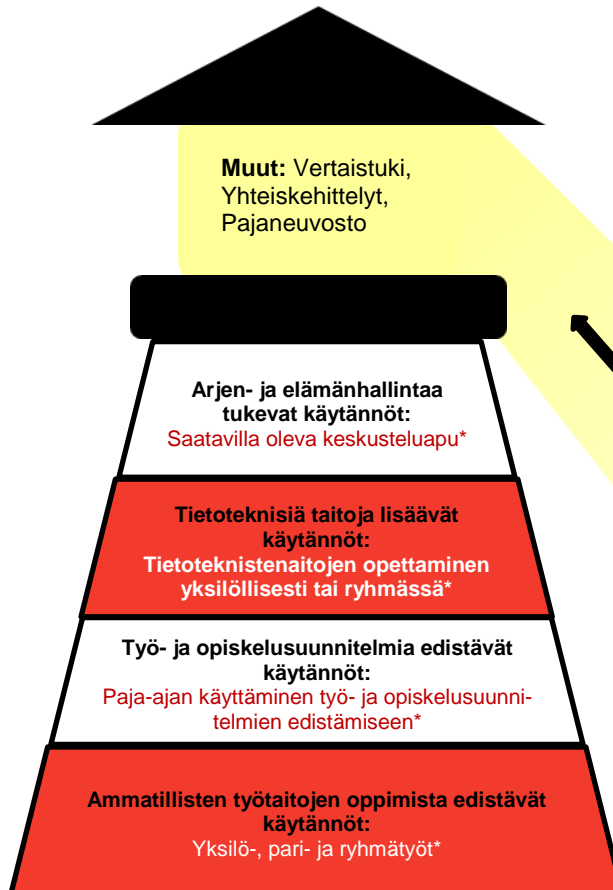 Muut: Vertaistuki,
Yhteiskehittelyt,
Pajaneuvosto
Arjen- ja elämänhallintaa
tukevat käytännöt:
Saatavilla oleva keskusteluapu*
Tietoteknisiä taitoja lisäävät
käytännöt:
Tietoteknistenaitojen opettaminen
yksilöllisesti tai ryhmässä*
Työ- ja opiskelusuunnitelmia edistävät
käytännöt:
Paja-ajan käyttäminen työ- ja opiskelusuunni-
telmien edistämiseen*
Ammatillisten työtaitojen oppimista edistävät
käytännöt:
Yksilö-, pari- ja ryhmätyöt*